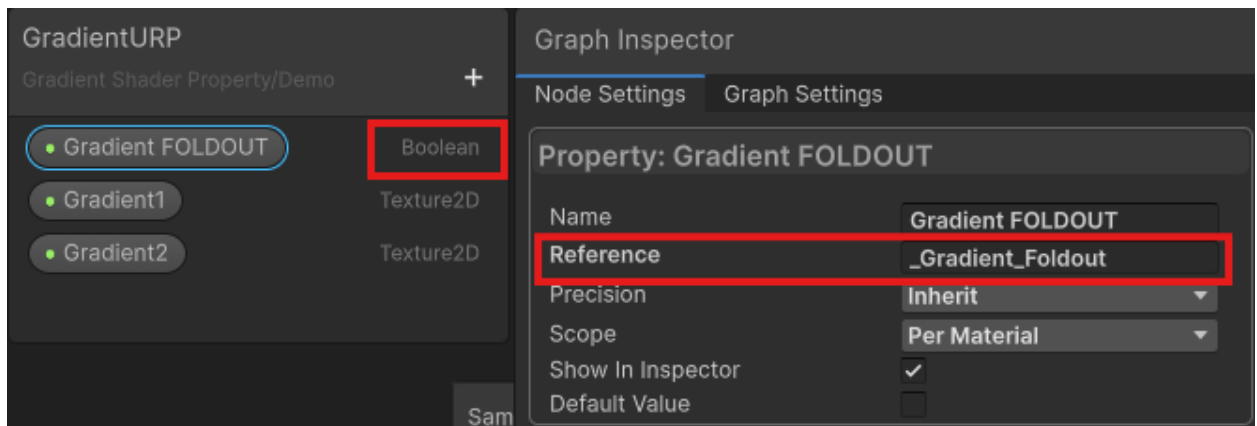 GradientURP
Gradient Shader Property/Demo
+
Gradient FOLDOUT Boolean
Gradient1 Texture2D
Gradient2 Texture2D
Sam
Graph Inspector
Node Settings Graph Settings
Property: Gradient FOLDOUT
Name Gradient FOLDOUT
Reference _Gradient_Foldout
Precision Inherit
Scope Per Material
Show In Inspector
Default Value